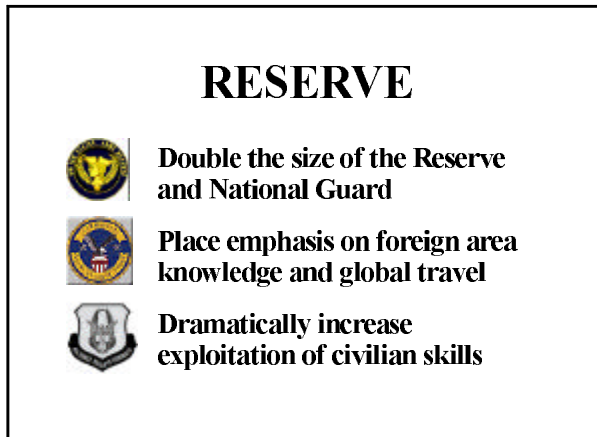 RESERVE
Double the size of the Reserve
and National Guard
Place emphasis on foreign area
knowledge and global travel
Dramatically increase
exploitation of civilian skills